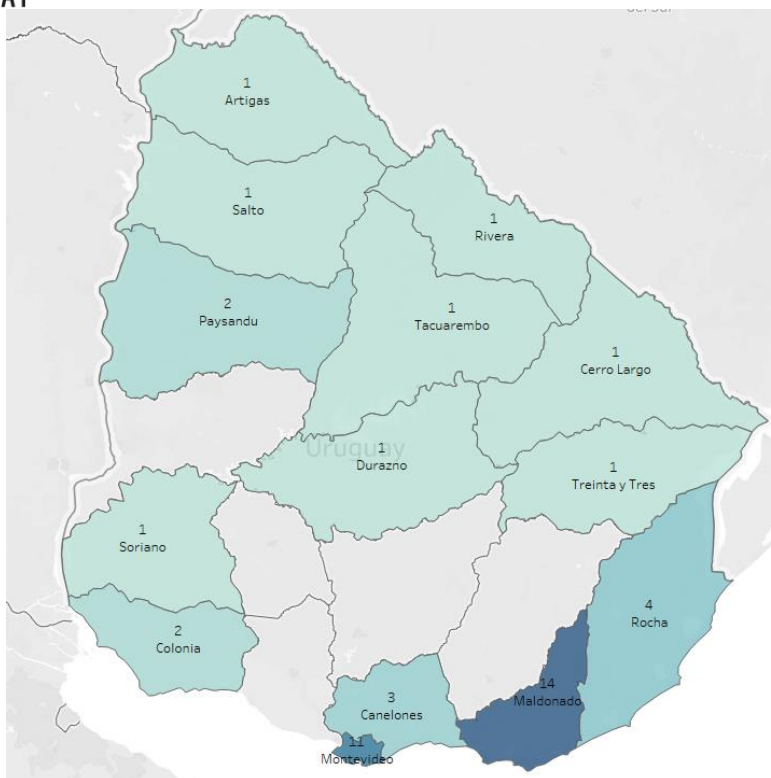 1
Artigas
1
Salto
1
Rivera
2
Paysandu
1
Tacuarembo
1
Cerro Largo
Uruguay
1
Durazno
1
Treinta y Tres
1
Soriano
4
Rocha
2
Colonia
14
Maldonado
3
Canelones
11
Montevideo